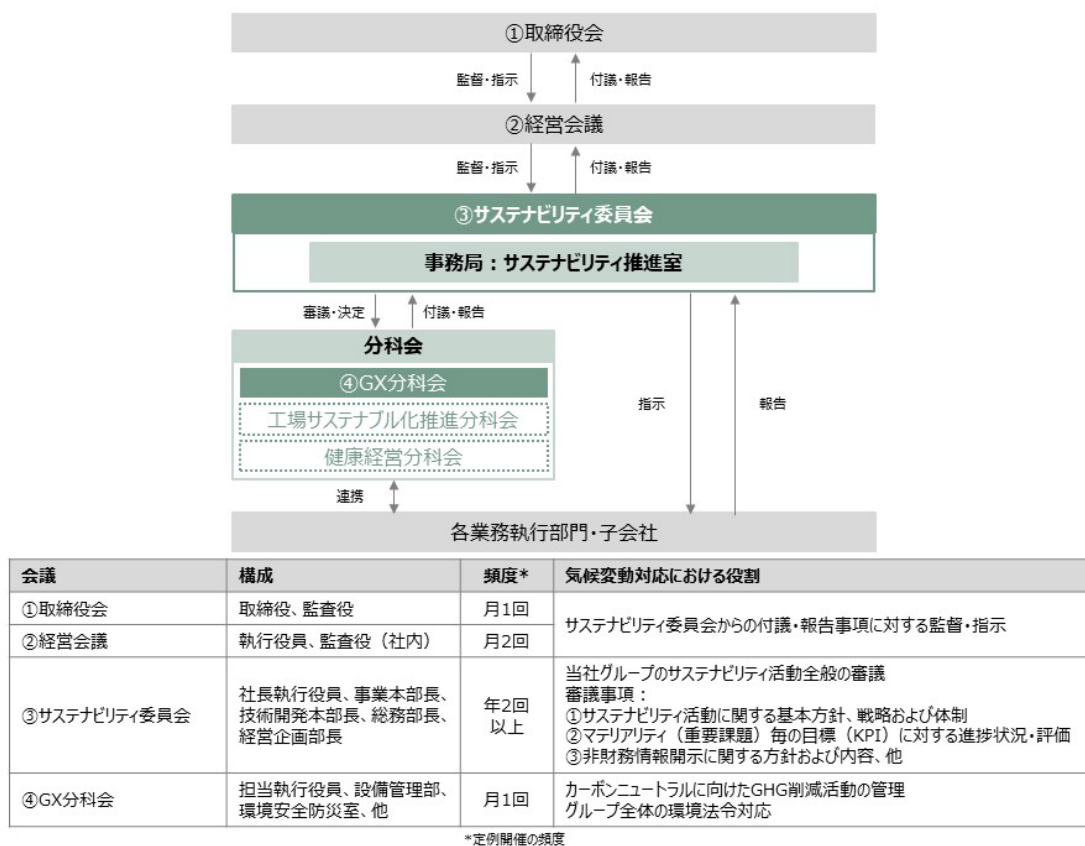 ①取締役会
監督・指示
付議・報告
②経営会議
監督・指示
付議・報告
③サステナビリティ委員会
事務局：サステナビリティ推進室
審議・決定
付議・報告
分科会
④GX分科会
工場サステナブル化推進分科会
健康経営分科会
指示
報告
連携
各業務執行部門・子会社
会議 構成 頻度* 気候変動対応における役割
①取締役会 取締役、監査役 月1回
サステナビリティ委員会からの付議・報告事項に対する監督・指示
②経営会議 執行役員、監査役（社内） 月2回
③サステナビリティ委員会
社長執行役員、事業本部長、
技術開発本部長、総務部長、
経営企画部長
年2回
以上
当社グループのサステナビリティ活動全般の審議
審議事項：
①サステナビリティ活動に関する基本方針、戦略および体制
②マテリアリティ（重要課題）毎の目標（KPI）に対する進捗状況・評価
③非財務情報開示に関する方針および内容、他
④GX分科会
担当執行役員、設備管理部、
環境安全防災室、他
月1回
カーボンニュートラルに向けたGHG削減活動の管理
グループ全体の環境法令対応
*定例開催の頻度